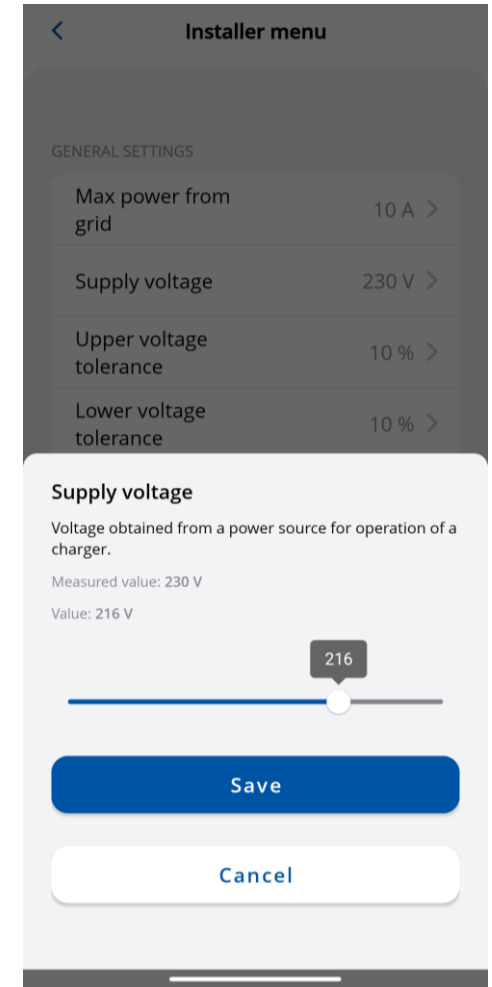 Installer menu
GENERAL SETTINGS
Max power from
grid
10 A
Supply voltage
230 V
Upper voltage
tolerance
10 %
Lower voltage
tolerance
10 %
Supply voltage
Voltage obtained from a power source for operation of a
charger.
Measured value: 230 V
Value: 216 V
216
Save
Cancel